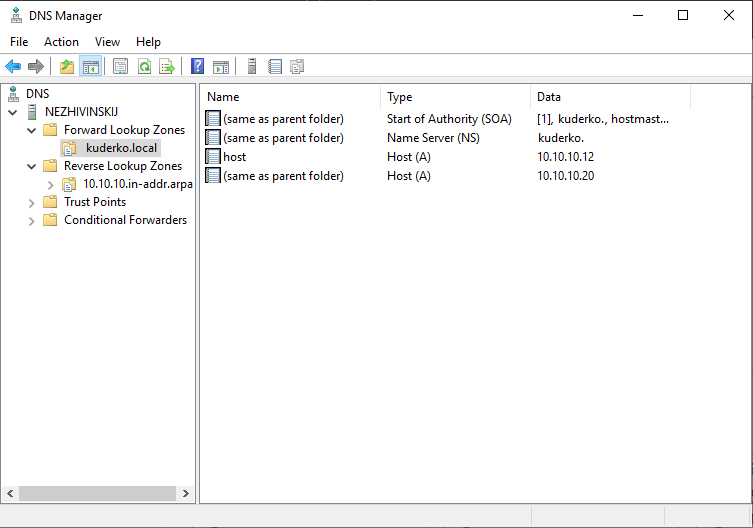 DNS Manager
File Action View Help
DNS
NEZHIVINSKIJ
Forward Lookup Zones
kuderko.local
Reverse Lookup Zones
10.10.10.in-addr.arpa
Trust Points
Conditional Forwarders
Name Type Data
(same as parent folder) Start of Authority (SOA) [1], kuderko., hostmast...
(same as parent folder) Name Server (NS) kuderko.
host Host (A) 10.10.10.12
(same as parent folder) Host (A) 10.10.10.20